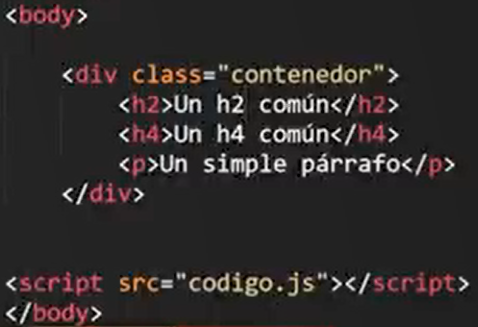 <body>
<div class="contenedor">
<h2>Un h2 común</h2>
<h4>Un h4 común</h4>
<p>Un simple párrafo</p>
</div>
<script src="codigo.js"></script>
</body>